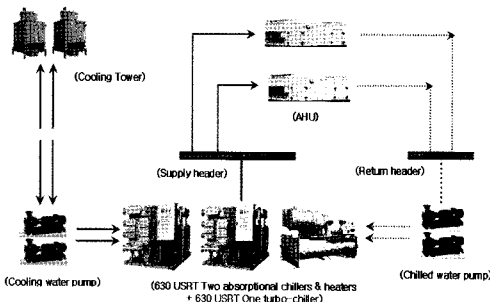 (Cooling Tower)
(AHU)
(Supply header)
(Return header)
(Cooling water pump)
(630 USRT Two absorptional chillers & heaters
+ 630 USRT One turbo-chiller)
(Chilled water pump)